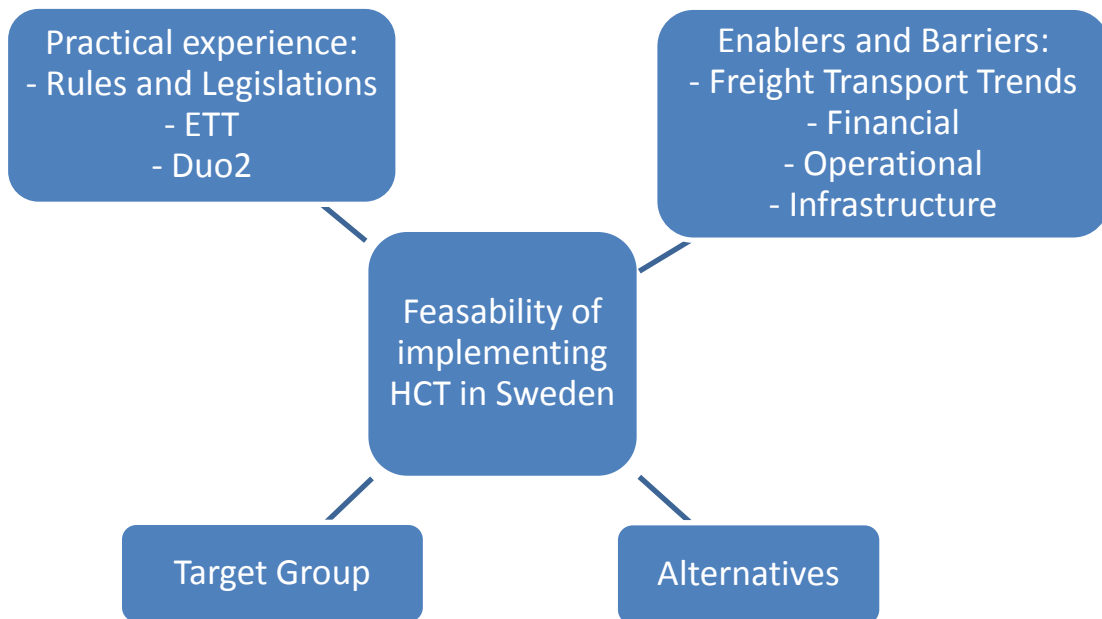 Practical experience:
- Rules and Legislations
- ETT
- Duo2
Enablers and Barriers:
- Freight Transport Trends
- Financial
- Operational
- Infrastructure
Feasability of
implementing
HCT in Sweden
Target Group
Alternatives